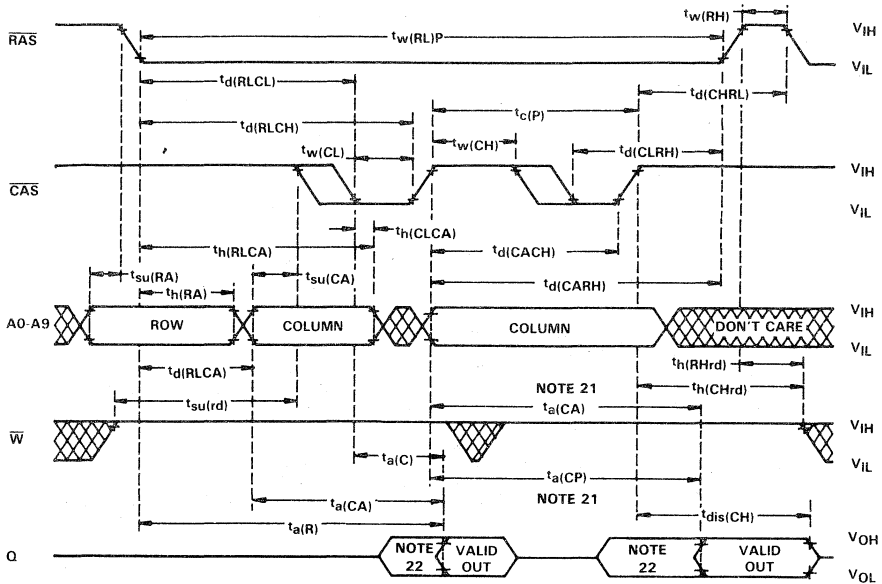 tw(RH)
RAS
tw(RL)P
VIH
VIL
td(RLCL)
td(CHRL)
tc(P)
td(RLCH)
tw(CL)
tw(CH)
td(CLRH)
CAS
VIH
VIL
th(CLCA)
th(RLCA)
td(CACH)
tsu(RA)
tsu(CA)
th(RA)
td(CARH)
A0-A9
ROW
COLUMN
COLUMN
DON'T CARE
VIH
VIL
th(RHrd)
td(RLCA)
NOTE 21
th(CHrd)
tsu(rd)
ta(CA)
W
VIH
VIL
ta(C)
ta(CP)
ta(CA)
NOTE 21
tdis(CH)
ta(R)
Q
NOTE 22
VALID OUT
NOTE 22
VALID OUT
VOH
VOL